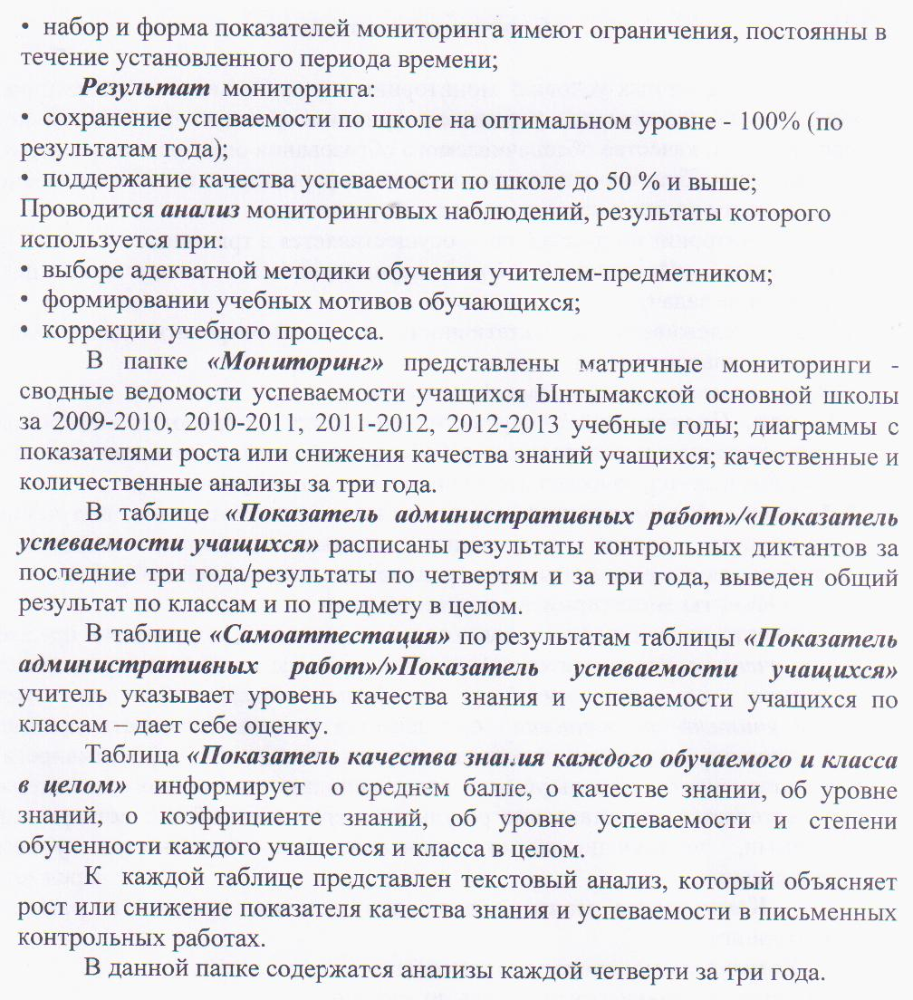 • набор и форма показателей мониторинга имеют ограничения, постоянны в
течение установленного периода времени;
Результат мониторинга:
• сохранение успеваемости по школе на оптимальном уровне - 100% (по
результатам года);
• поддержание качества успеваемости по школе до 50 % и выше;
Проводится анализ мониторинговых наблюдений, результаты которого
используется при:
• выборе адекватной методики обучения учителем-предметником;
• формировании учебных мотивов обучающихся;
• коррекции учебного процесса.
В папке «Мониторинг» представлены матричные мониторинги -
сводные ведомости успеваемости учащихся Ынтымакской основной школы
за 2009-2010, 2010-2011, 2011-2012, 2012-2013 учебные годы; диаграммы с
показателями роста или снижения качества знаний учащихся; качественные и
количественные анализы за три года.
В таблице «Показатель административных работ»/«Показатель
успеваемости учащихся» расписаны результаты контрольных диктантов за
последние три года/результаты по четвертям и за три года, выведен общий
результат по классам и по предмету в целом.
В таблице «Самоаттестация» по результатам таблицы «Показатель
административных работ»/»Показатель успеваемости учащихся»
учитель указывает уровень качества знания и успеваемости учащихся по
классам – дает себе оценку.
Таблица «Показатель качества знания каждого обучаемого и класса
в целом» информирует о среднем балле, о качестве знании, об уровне
знаний, о коэффициенте знаний, об уровне успеваемости и степени
обученности каждого учащегося и класса в целом.
К каждой таблице представлен текстовый анализ, который объясняет
рост или снижение показателя качества знания и успеваемости в письменных
контрольных работах.
В данной папке содержатся анализы каждой четверти за три года.